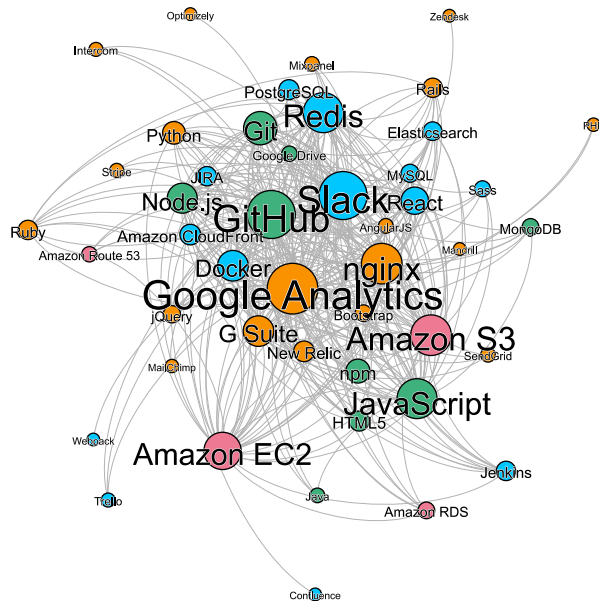 Optimizely
Zendesk
Intercom
Mixpanel
PostgreSQL
Rails
Redis
Python
Git
Elasticsearch
Google Drive
Stripe
JIRA
MySQL
Sass
Node.js
Slack
React
GitHub
AngularJS
MongoDB
Ruby
Amazon CloudFront
Mandrill
Amazon Route 53
Docker
nginx
Google Analytics
jQuery
Bootstrap
G Suite
Amazon S3
New Relic
SendGrid
MailChimp
npm
JavaScript
HTML5
Webpack
Amazon EC2
Jenkins
Trello
Java
Amazon RDS
Confluence